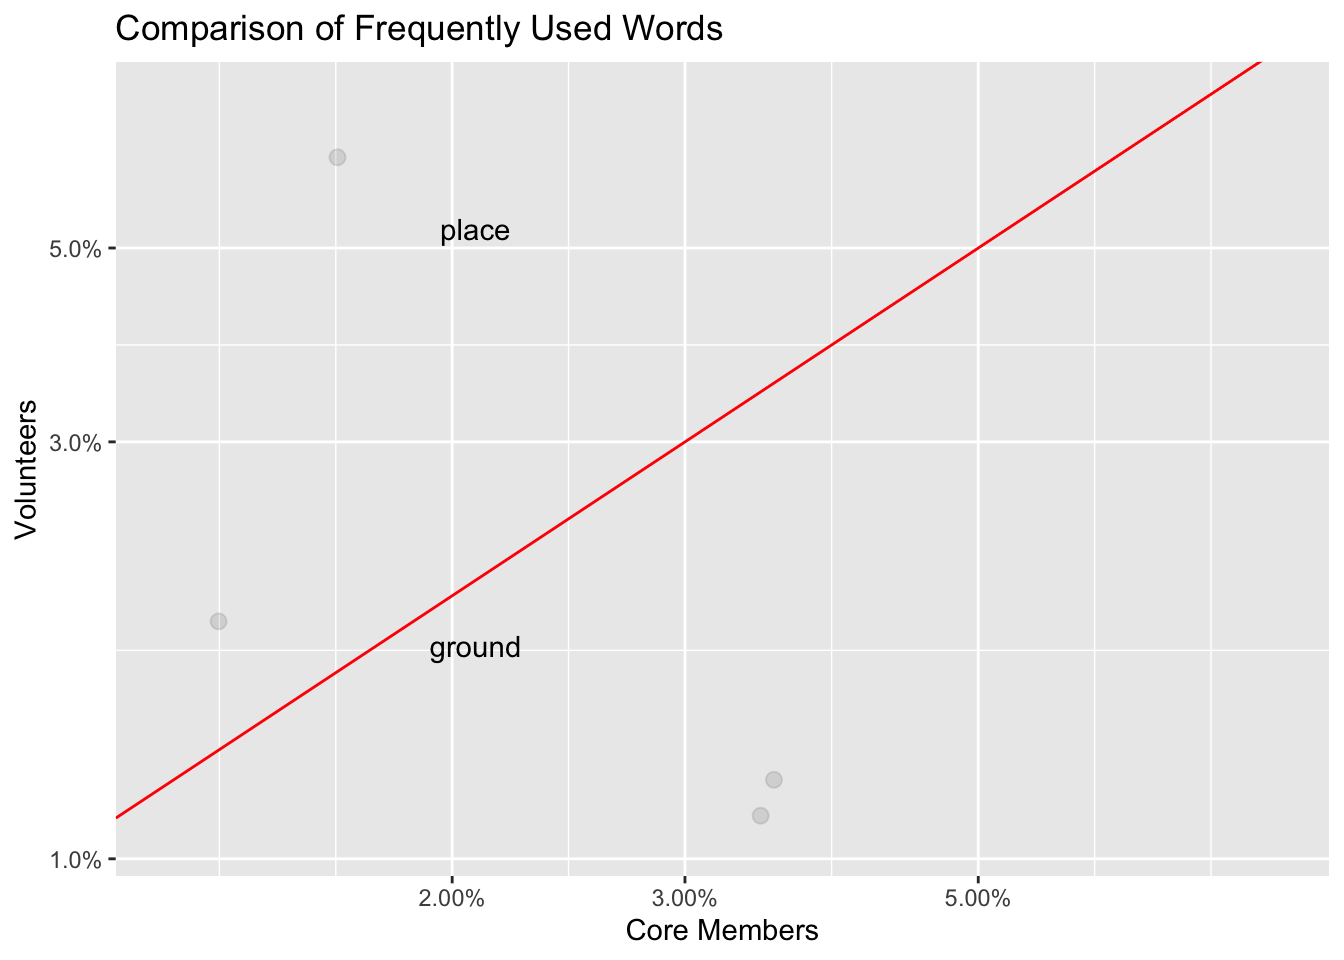 Comparison of Frequently Used Words
place
5.0%
3.0%
Volunteers
ground
1.0%
2.00% 3.00% 5.00%
Core Members